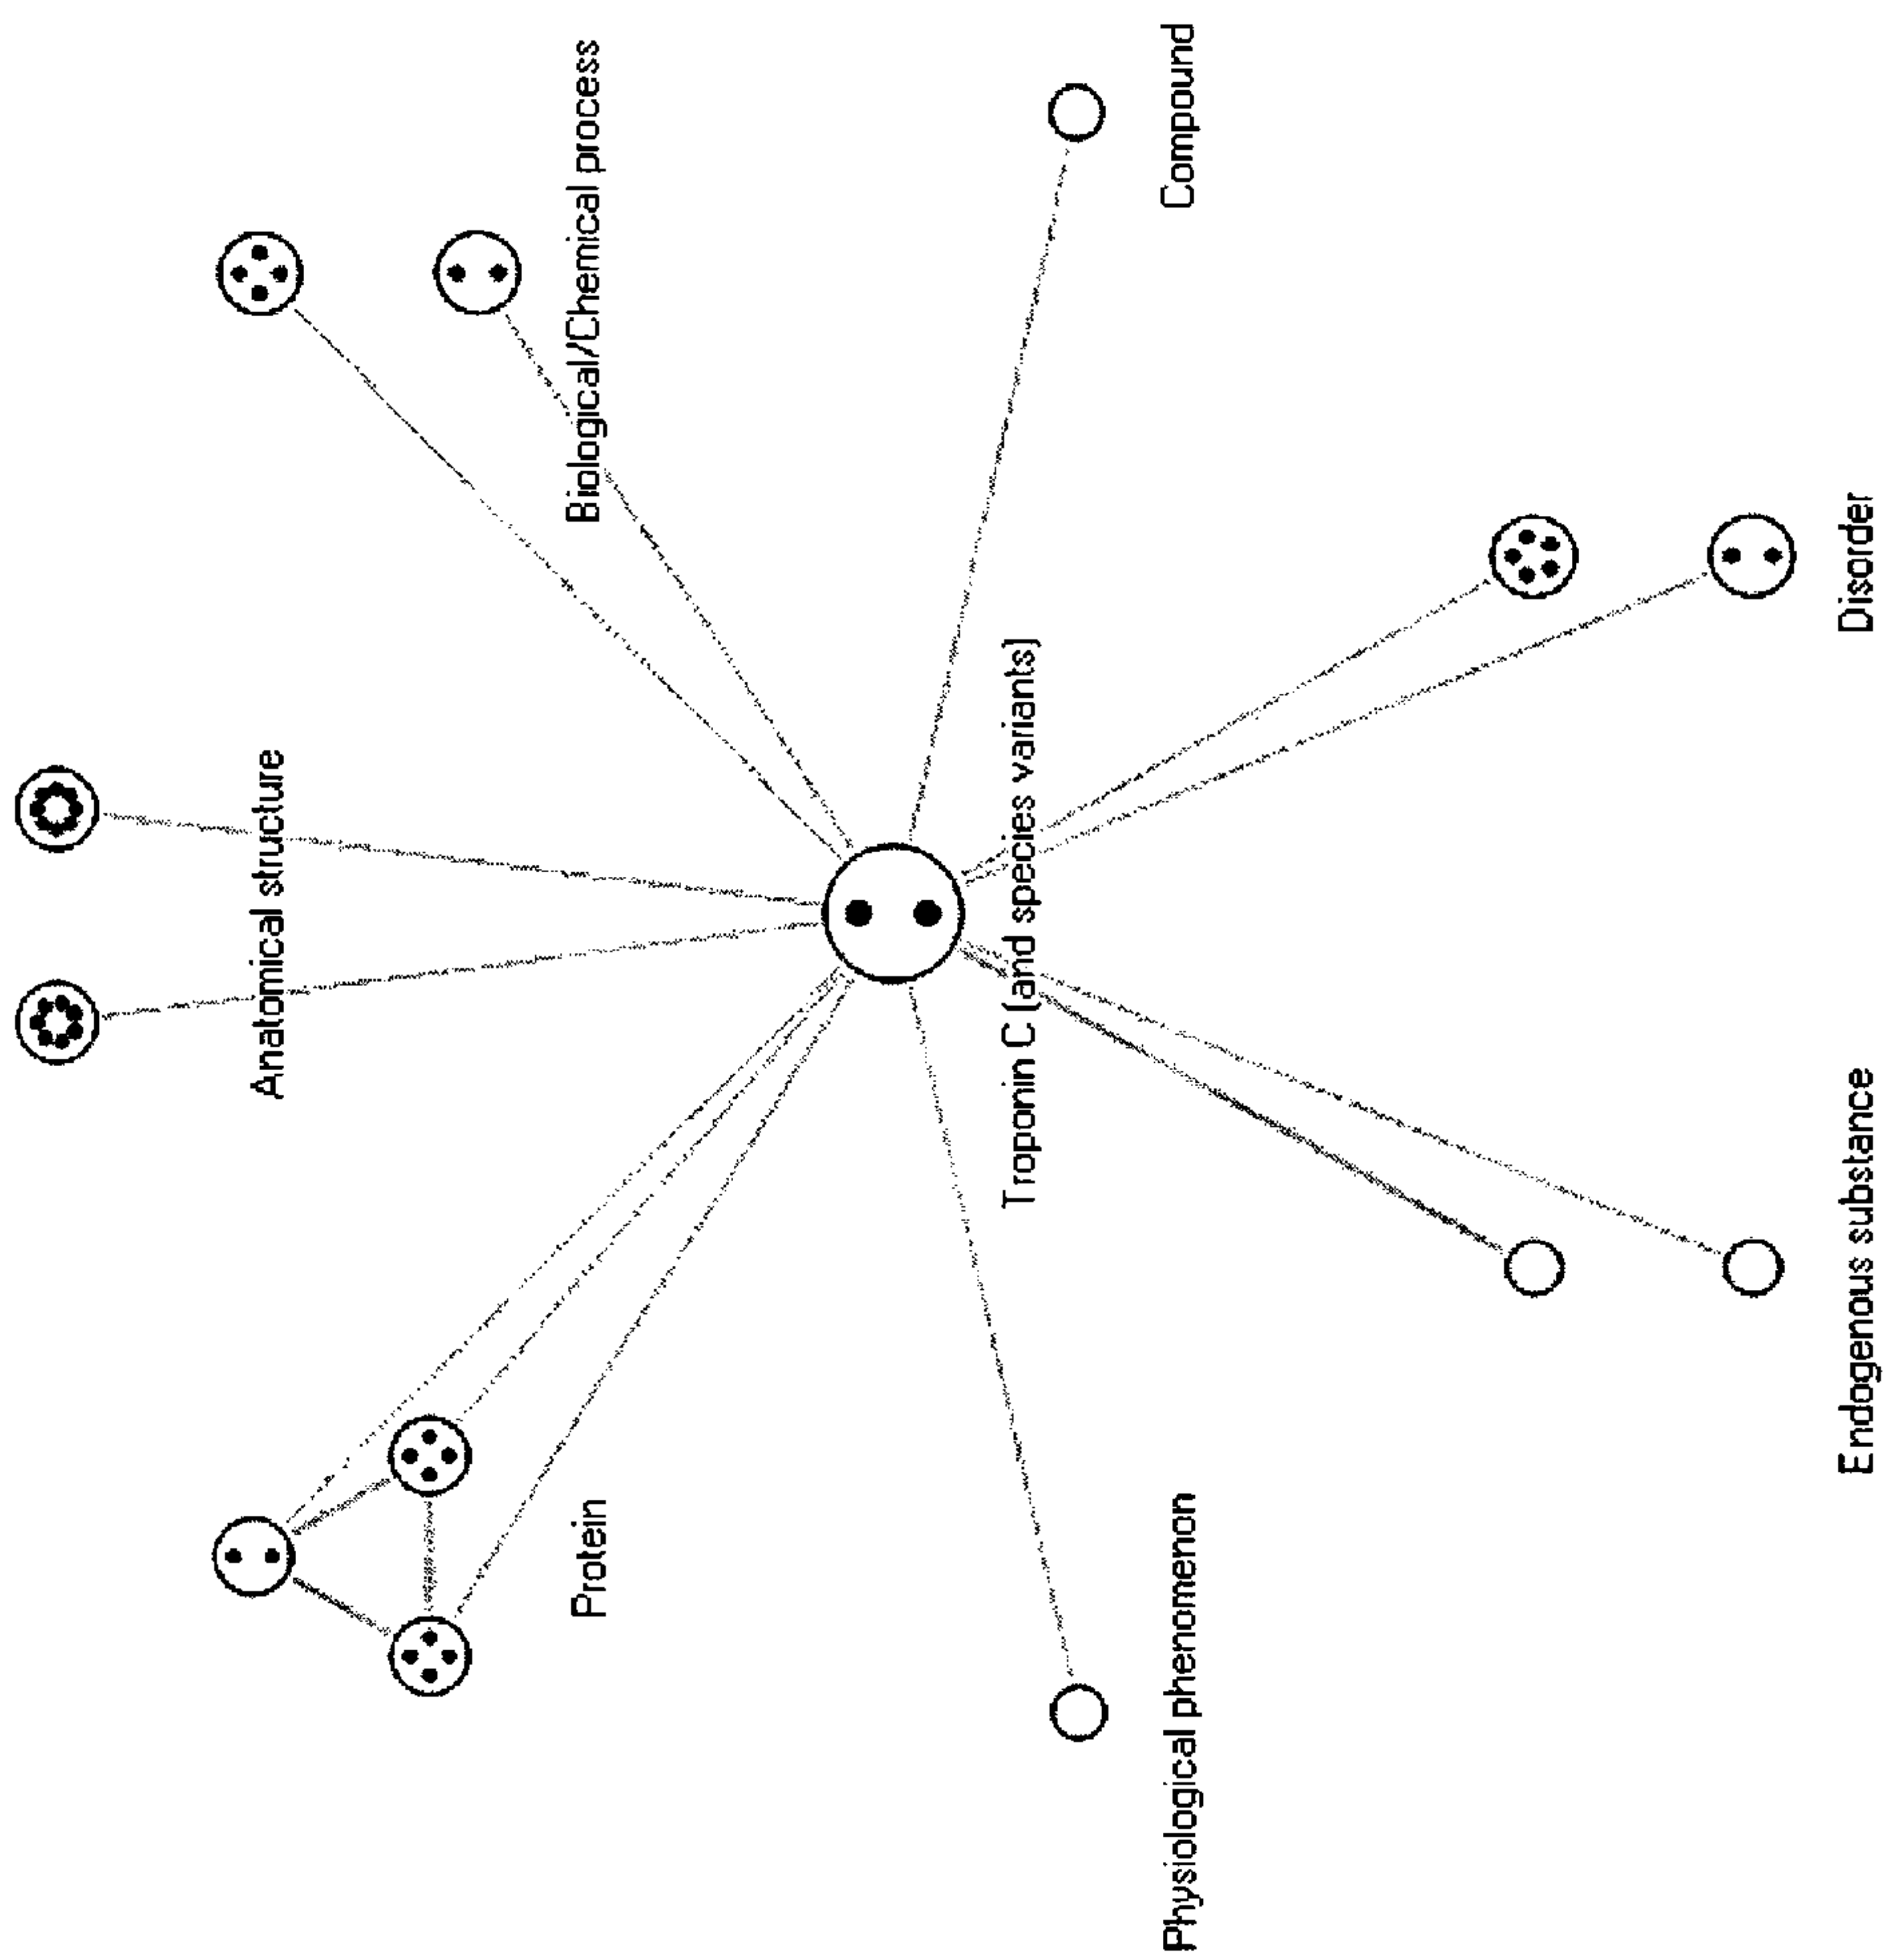 Anatomical structure
Biological/Chemical process
Protein
Troponin C (and species variants)
Compound
Physiological phenomenon
Endogenous substance
Disorder